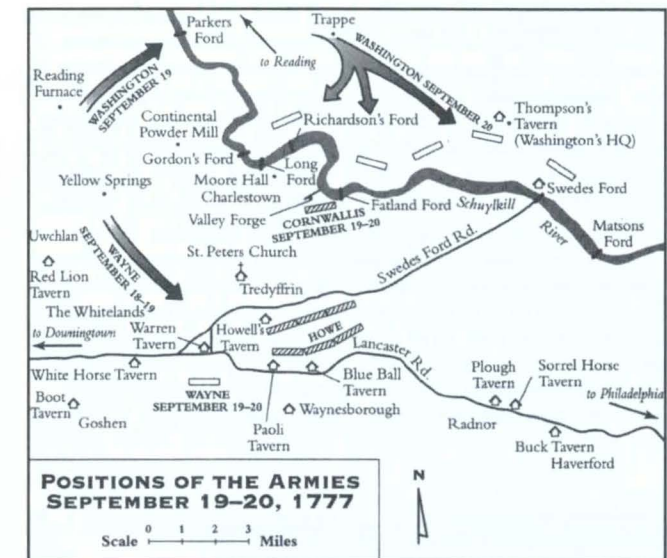 Parkers
Ford
Trappe
to Reading
WASHINGTON
SEPTEMBER 19
WASHINGTON SEPTEMBER 20
Reading
Furnace
Continental
Powder Mill
Richardson's Ford
Thompson's
Tavern
(Washington's HQ)
Gordon's Ford
Long
Ford
Moore Hall
Charlestown
Yellow Springs
Valley Forge
CORNWALLIS
SEPTEMBER 19–20
Fatland Ford
Schuylkill
River
Swedes Ford
Matsons
Ford
Uwchlan
WAYNE
SEPTEMBER 18–19
St. Peters Church
Tredyffrin
Swedes Ford Rd.
Red Lion
Tavern
The Whitelands
to Downingtown
Warren
Tavern
Howell's
Tavern
HOWE
Lancaster Rd.
White Horse Tavern
WAYNE
SEPTEMBER 19–20
Blue Ball
Tavern
Plough
Tavern
Sorrel Horse
Tavern
to Philadelphia
Boot
Tavern
Goshen
Paoli
Tavern
Waynesborough
Radnor
Buck Tavern
Haverford
POSITIONS OF THE ARMIES
SEPTEMBER 19–20, 1777
0 1 2 3
Scale Miles
N